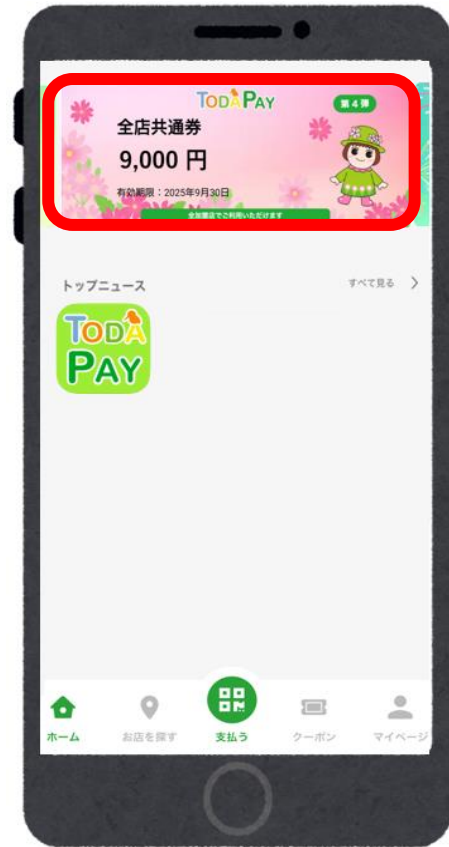 TODAPAY
第4弾
全店共通券
9,000 円
有効期限：2025年9月30日
全加盟店でご利用いただけます
トップニュース
すべて見る
TODA
PAY
ホーム
お店を探す
支払う
クーポン
マイページ